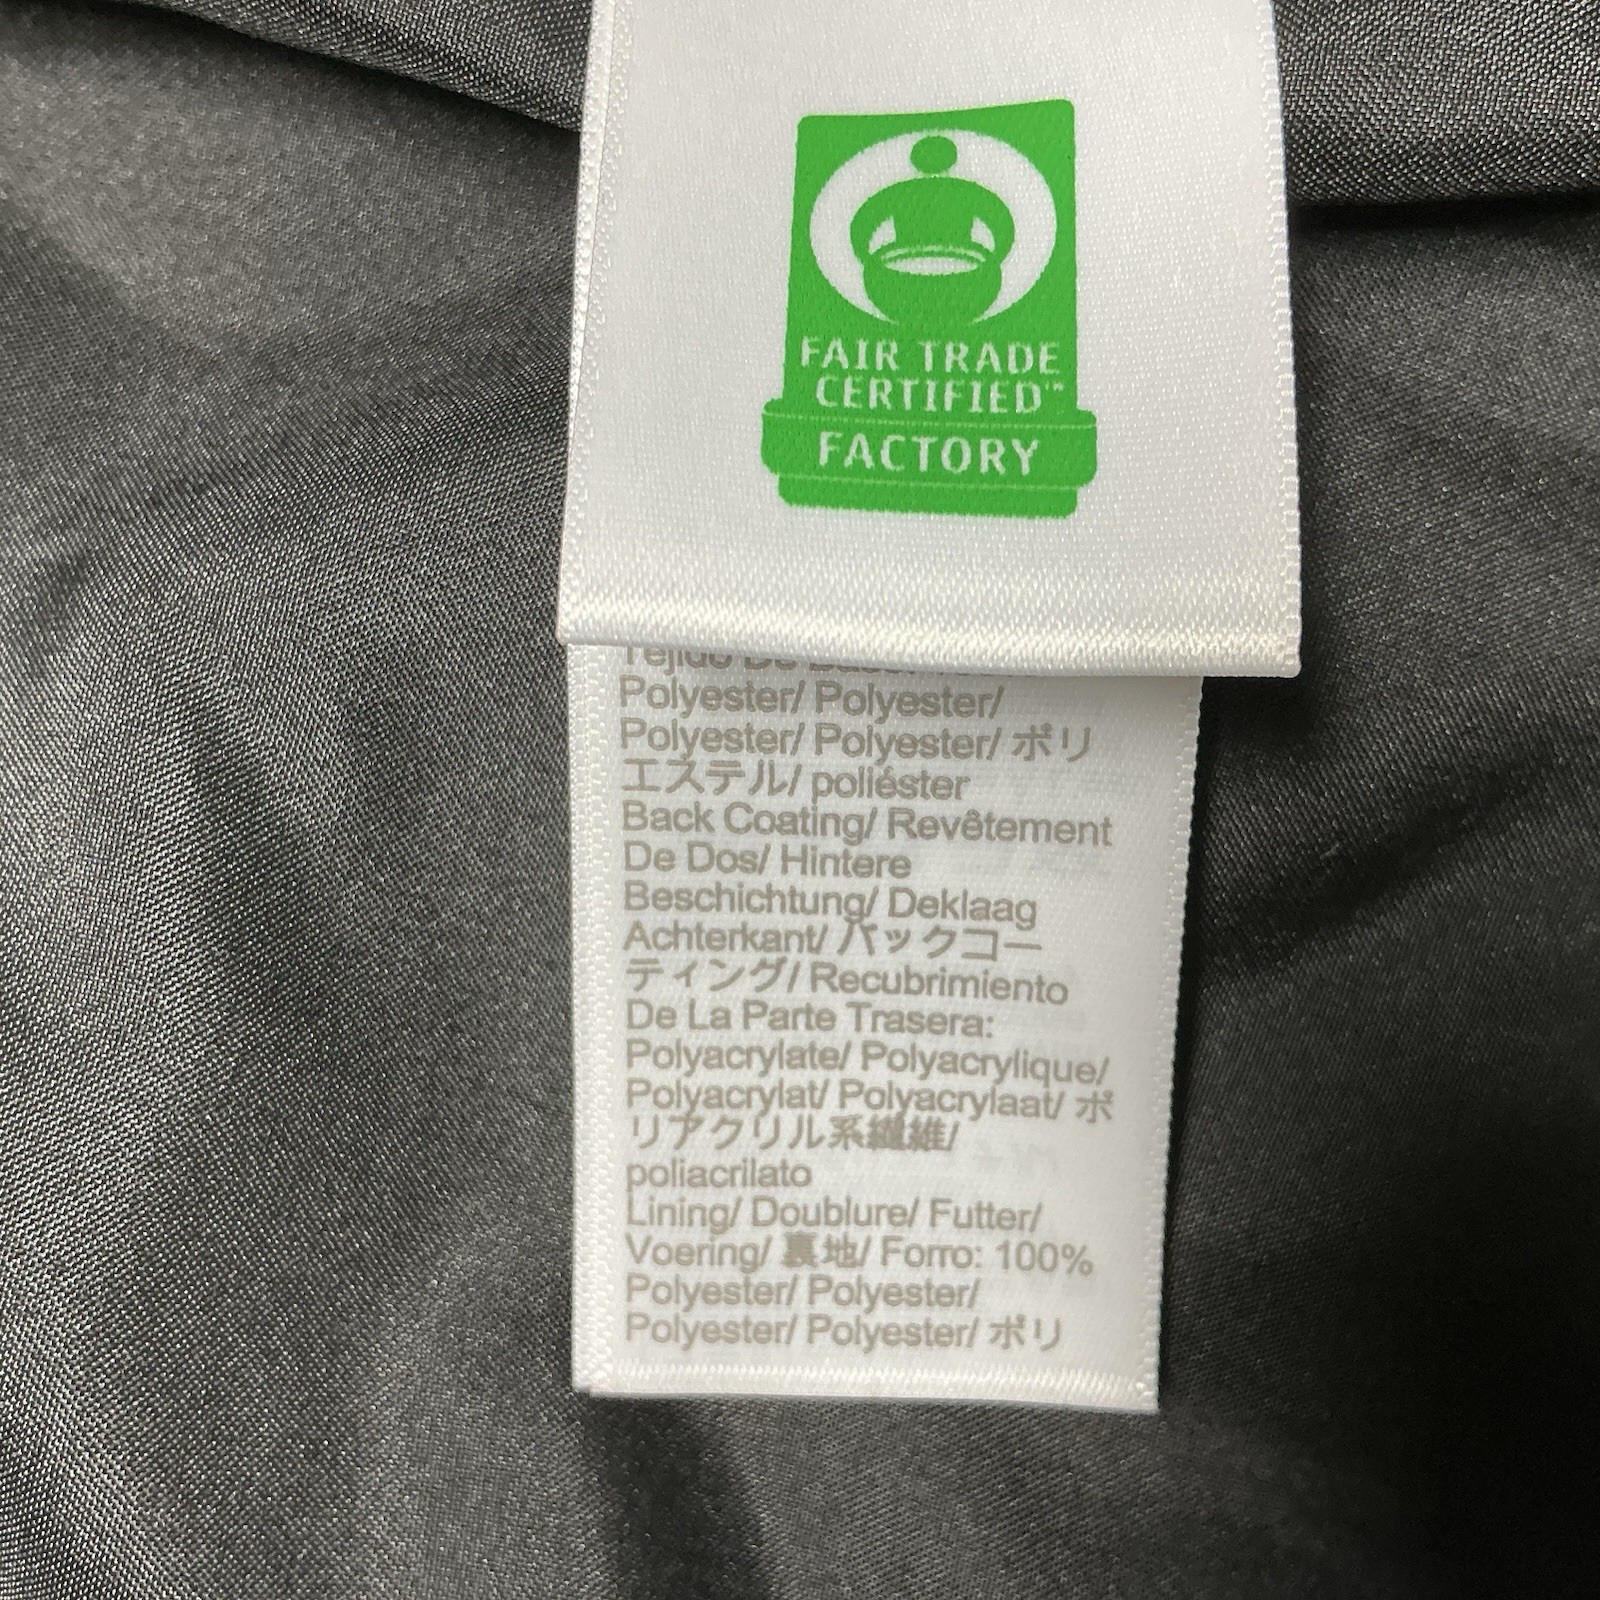 FAIR TRADE
CERTIFIED™
FACTORY
Tejido De
Polyester/ Polyester/
Polyester/ Polyester/ ポリ
エステル/ poliéster
Back Coating/ Revêtement
De Dos/ Hintere
Beschichtung/ Deklaag
Achterkant/ バックコー
ティング/ Recubrimiento
De La Parte Trasera:
Polyacrylate/ Polyacrylique/
Polyacrylat/ Polyacrylaat/ ポ
リアクリル系繊維/
poliacrilato
Lining/ Doublure/ Futter/
Voering/ 裏地/ Forro: 100%
Polyester/ Polyester/
Polyester/ Polyester/ ポリ